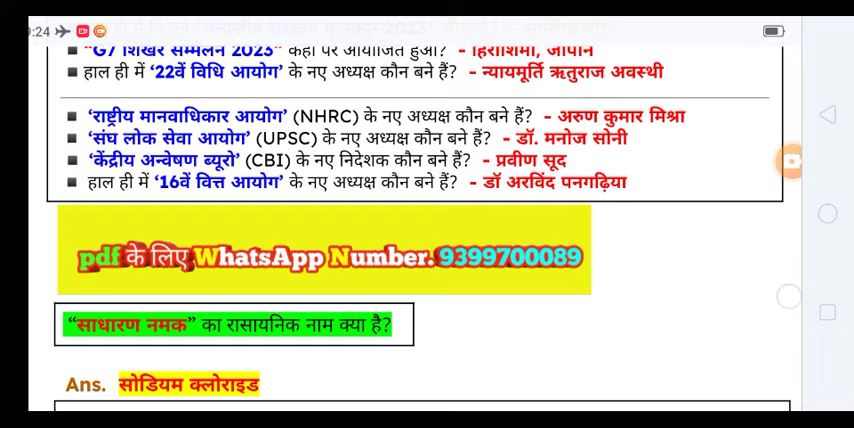 9:24
■ "G7 शिखर सम्मेलन 2023" कहां पर आयोजित हुआ? - हिरोशिमा, जापान
■ हाल ही में ‘22वें विधि आयोग’ के नए अध्यक्ष कौन बने हैं? - न्यायमूर्ति ऋतुराज अवस्थी
■ ‘राष्ट्रीय मानवाधिकार आयोग’ (NHRC) के नए अध्यक्ष कौन बने हैं? - अरुण कुमार मिश्रा
■ ‘संघ लोक सेवा आयोग’ (UPSC) के नए अध्यक्ष कौन बने हैं? - डॉ. मनोज सोनी
■ ‘केंद्रीय अन्वेषण ब्यूरो’ (CBI) के नए निदेशक कौन बने हैं? - प्रवीण सूद
■ हाल ही में ‘16वें वित्त आयोग’ के नए अध्यक्ष कौन बने हैं? - डॉ अरविंद पनगढ़िया
pdf के लिए WhatsApp Number. 9399700089
“साधारण नमक” का रासायनिक नाम क्या है?
Ans. सोडियम क्लोराइड